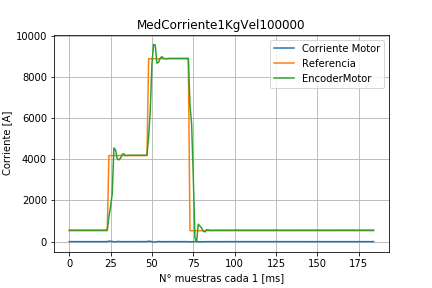 MedCorriente1KgVel100000
Corriente Motor
Referencia
EncoderMotor
Corriente [A]
10000
8000
6000
4000
2000
0
0 25 50 75 100 125 150 175
N° muestras cada 1 [ms]